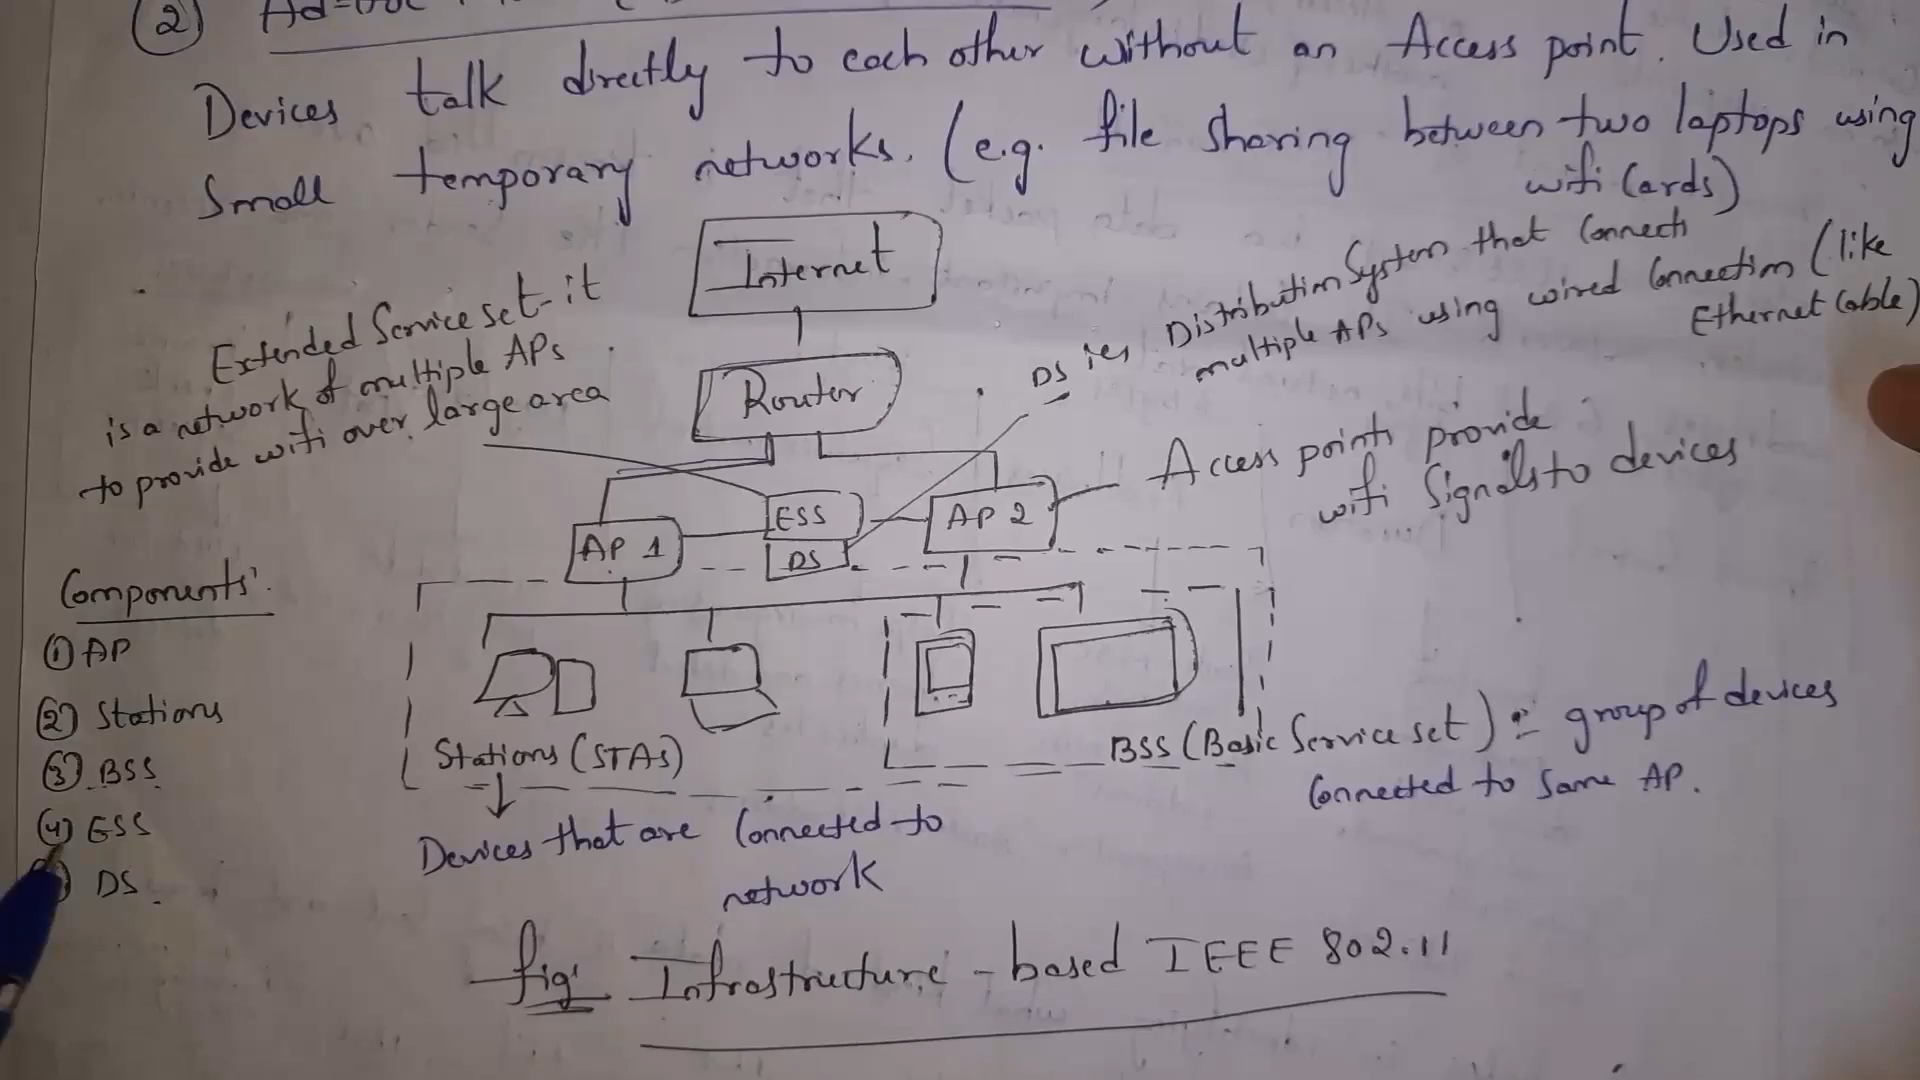 (2)
Devices talk directly to each other without an Access point. Used in
Small temporary networks. (e.g. file sharing between two laptops using
wifi Cards)
Internet
Router
Extended Service set - it
is a network of multiple APs
to provide wifi over large area
DS Distribution System that Connects
multiple APs using wired Connection (like
Ethernet Cable)
Access points provide
wifi Signals to devices
AP 1
ESS
DS
AP 2
Components:
(1) AP
(2) Stations
(3) BSS
(4) ESS
DS
Stations (STAs)
BSS (Basic Service set) = group of devices
Connected to same AP.
Devices that are Connected to
network
fig: Infrastructure - based IEEE 802.11